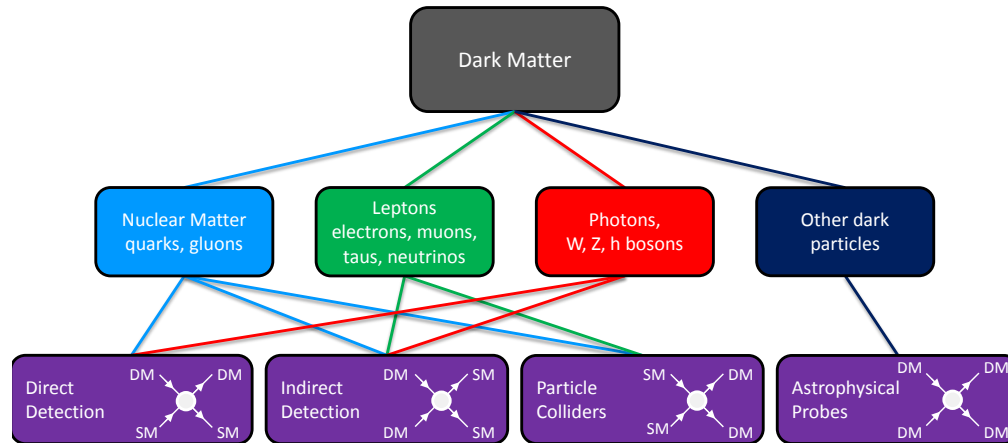 Dark Matter
Nuclear Matter
quarks, gluons
Leptons
electrons, muons,
taus, neutrinos
Photons,
W, Z, h bosons
Other dark
particles
Direct
Detection
DM
DM
SM
SM
Indirect
Detection
DM
SM
DM
SM
Particle
Colliders
SM
DM
SM
DM
Astrophysical
Probes
DM
DM
DM
DM